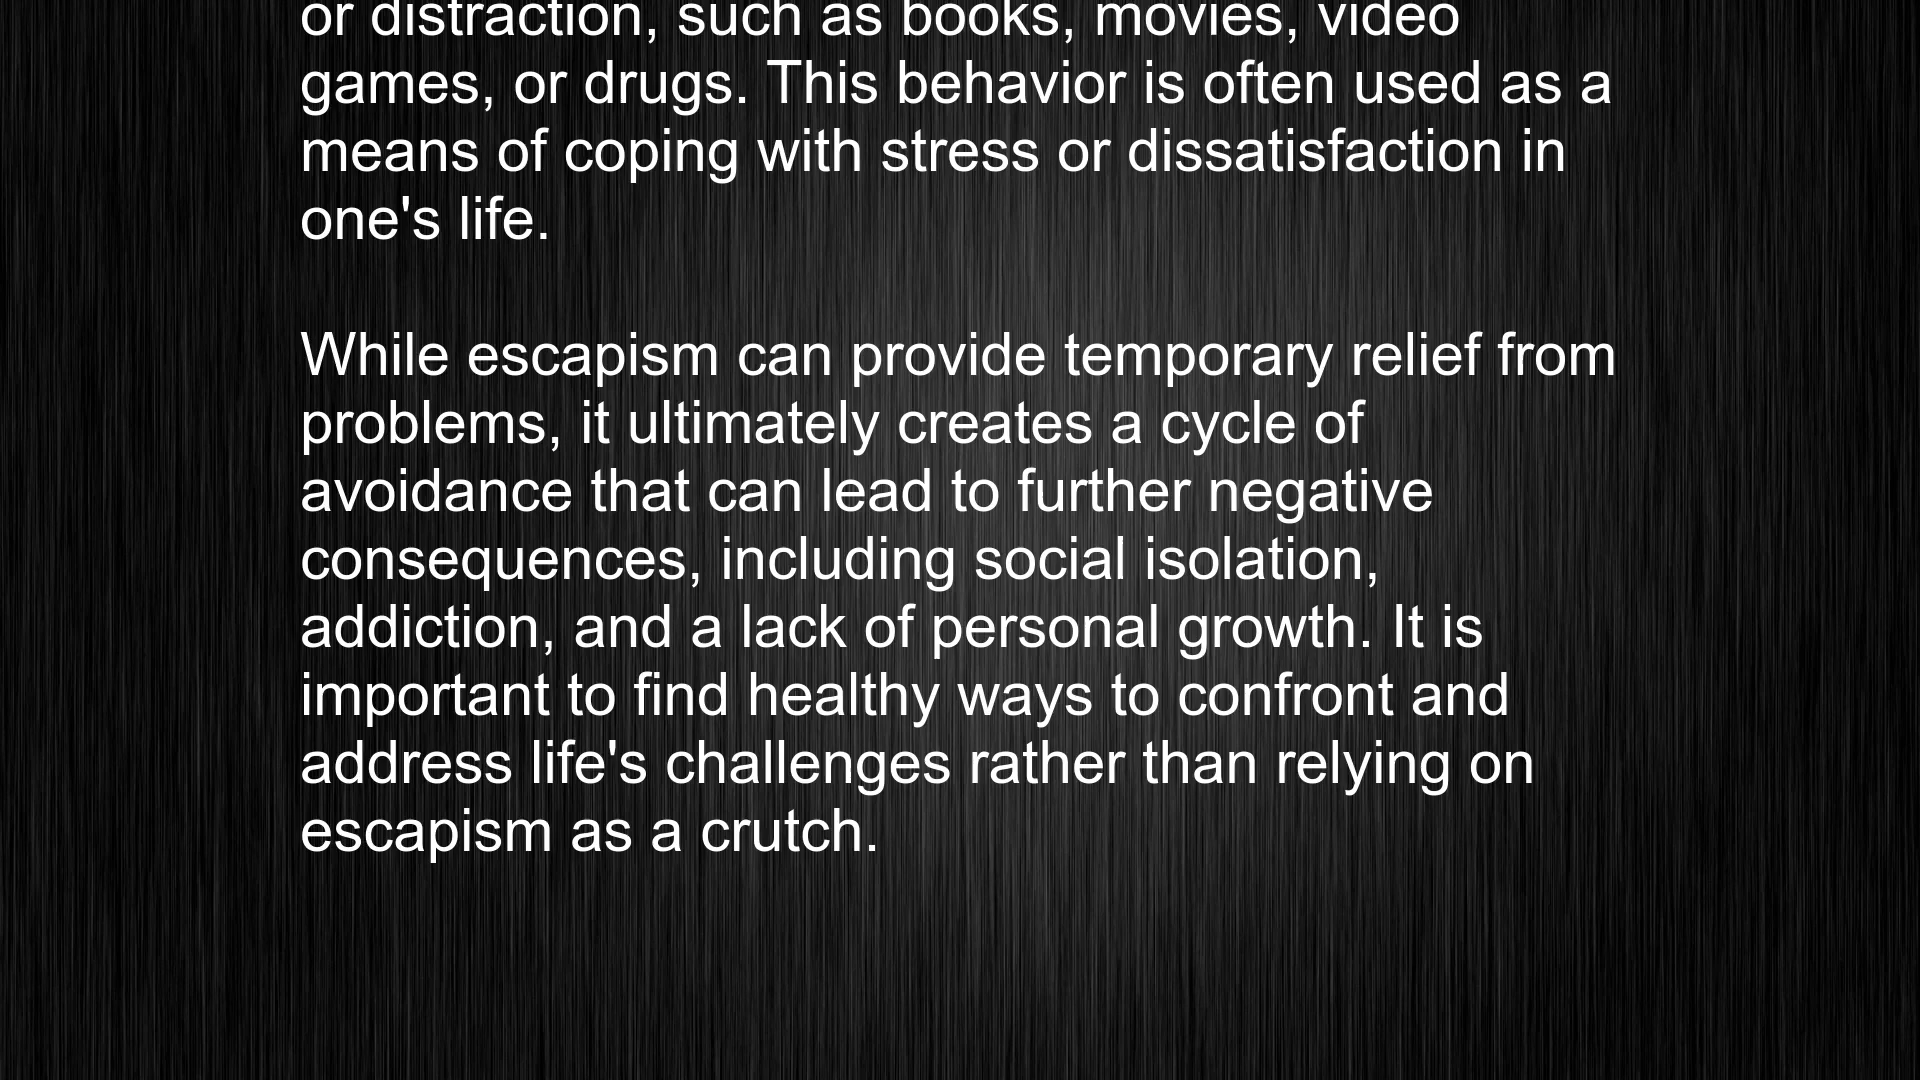 or distraction, such as books, movies, video
games, or drugs. This behavior is often used as a
means of coping with stress or dissatisfaction in
one's life.
While escapism can provide temporary relief from
problems, it ultimately creates a cycle of
avoidance that can lead to further negative
consequences, including social isolation,
addiction, and a lack of personal growth. It is
important to find healthy ways to confront and
address life's challenges rather than relying on
escapism as a crutch.